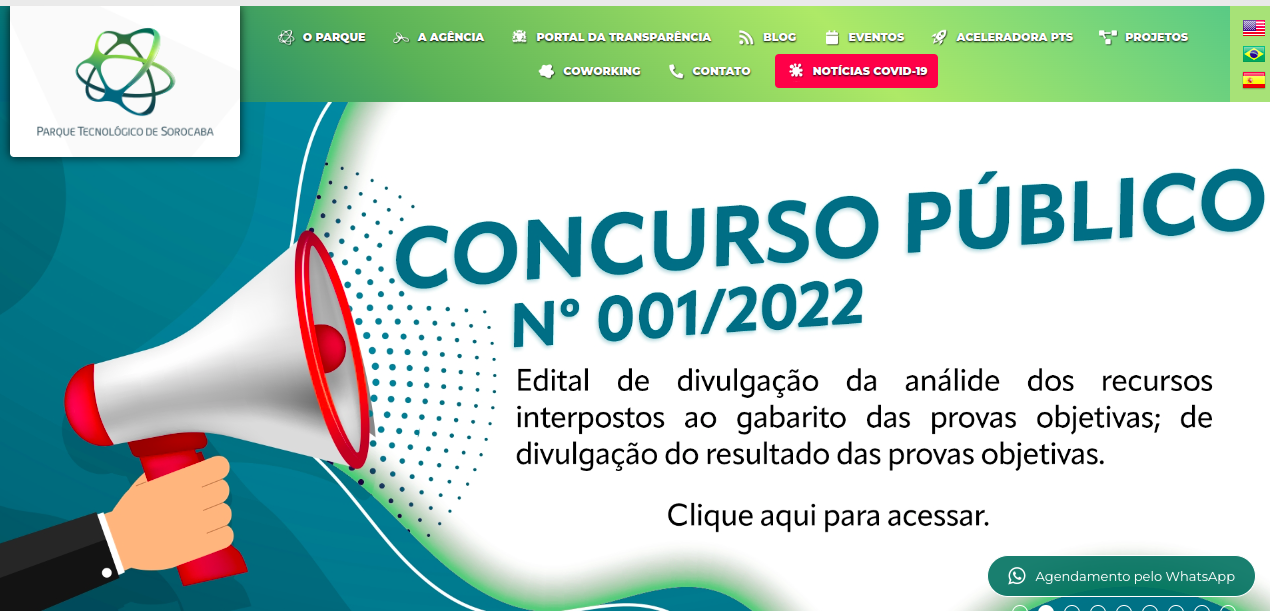 O PARQUE
A AGÊNCIA
PORTAL DA TRANSPARÊNCIA
BLOG
EVENTOS
ACELERADORA PTS
PROJETOS
COWORKING
CONTATO
NOTÍCIAS COVID-19
PARQUE TECNOLÓGICO DE SOROCABA
CONCURSO PÚBLICO
Nº 001/2022
Edital de divulgação da análide dos recursos
interpostos ao gabarito das provas objetivas; de
divulgação do resultado das provas objetivas.
Clique aqui para acessar.
Agendamento pelo WhatsApp